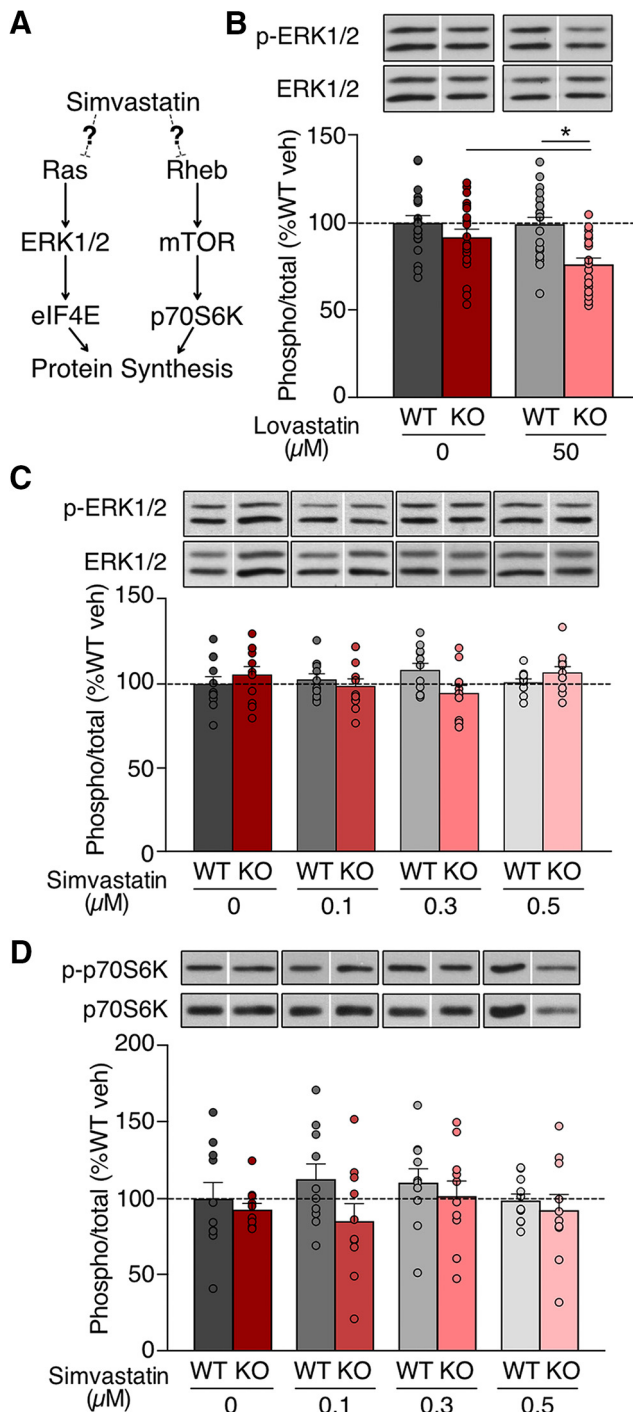 A
Simvastatin
? ?
Ras Rheb
ERK1/2 mTOR
eIF4E p70S6K
Protein Synthesis
B
p-ERK1/2
ERK1/2
Phospho/total (%WT veh)
150
100
50
0
*
WT KO WT KO
Lovastatin
(µM)
0 50
C
p-ERK1/2
ERK1/2
Phospho/total (%WT veh)
150
100
50
0
WT KO WT KO WT KO WT KO
Simvastatin
(µM)
0 0.1 0.3 0.5
D
p-p70S6K
p70S6K
Phospho/total (%WT veh)
200
150
100
50
0
WT KO WT KO WT KO WT KO
Simvastatin
(µM)
0 0.1 0.3 0.5